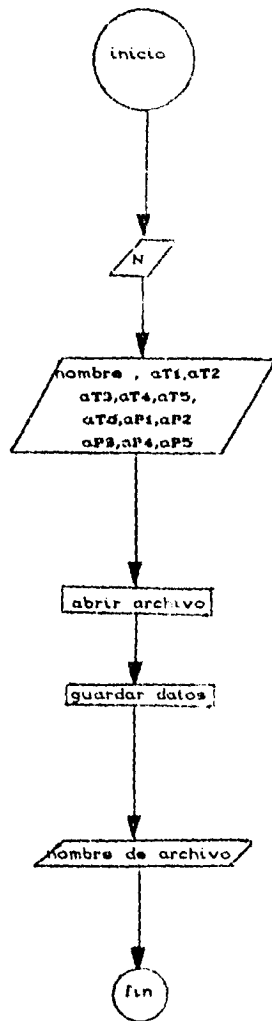 inicio
N
nombre , aT1,aT2
aT3,aT4,aT5,
aT6,aP1,aP2
aP3,aP4,aP5
abrir archivo
guardar datos
nombre de archivo
fin